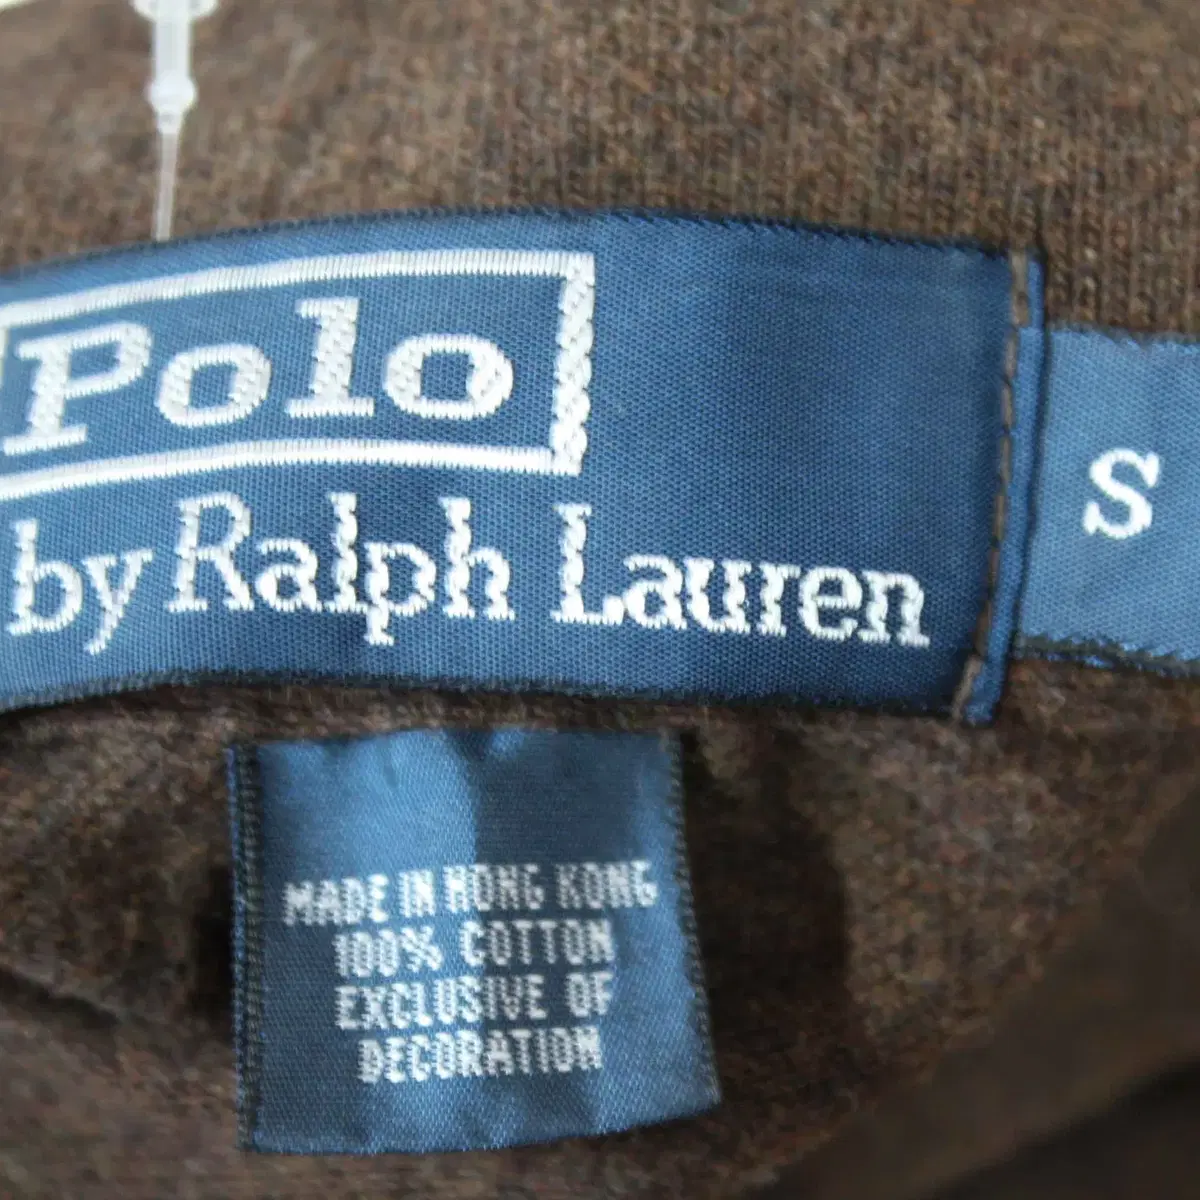 Polo
by Ralph Lauren
S
MADE IN HONG KONG
100% COTTON
EXCLUSIVE OF
DECORATION